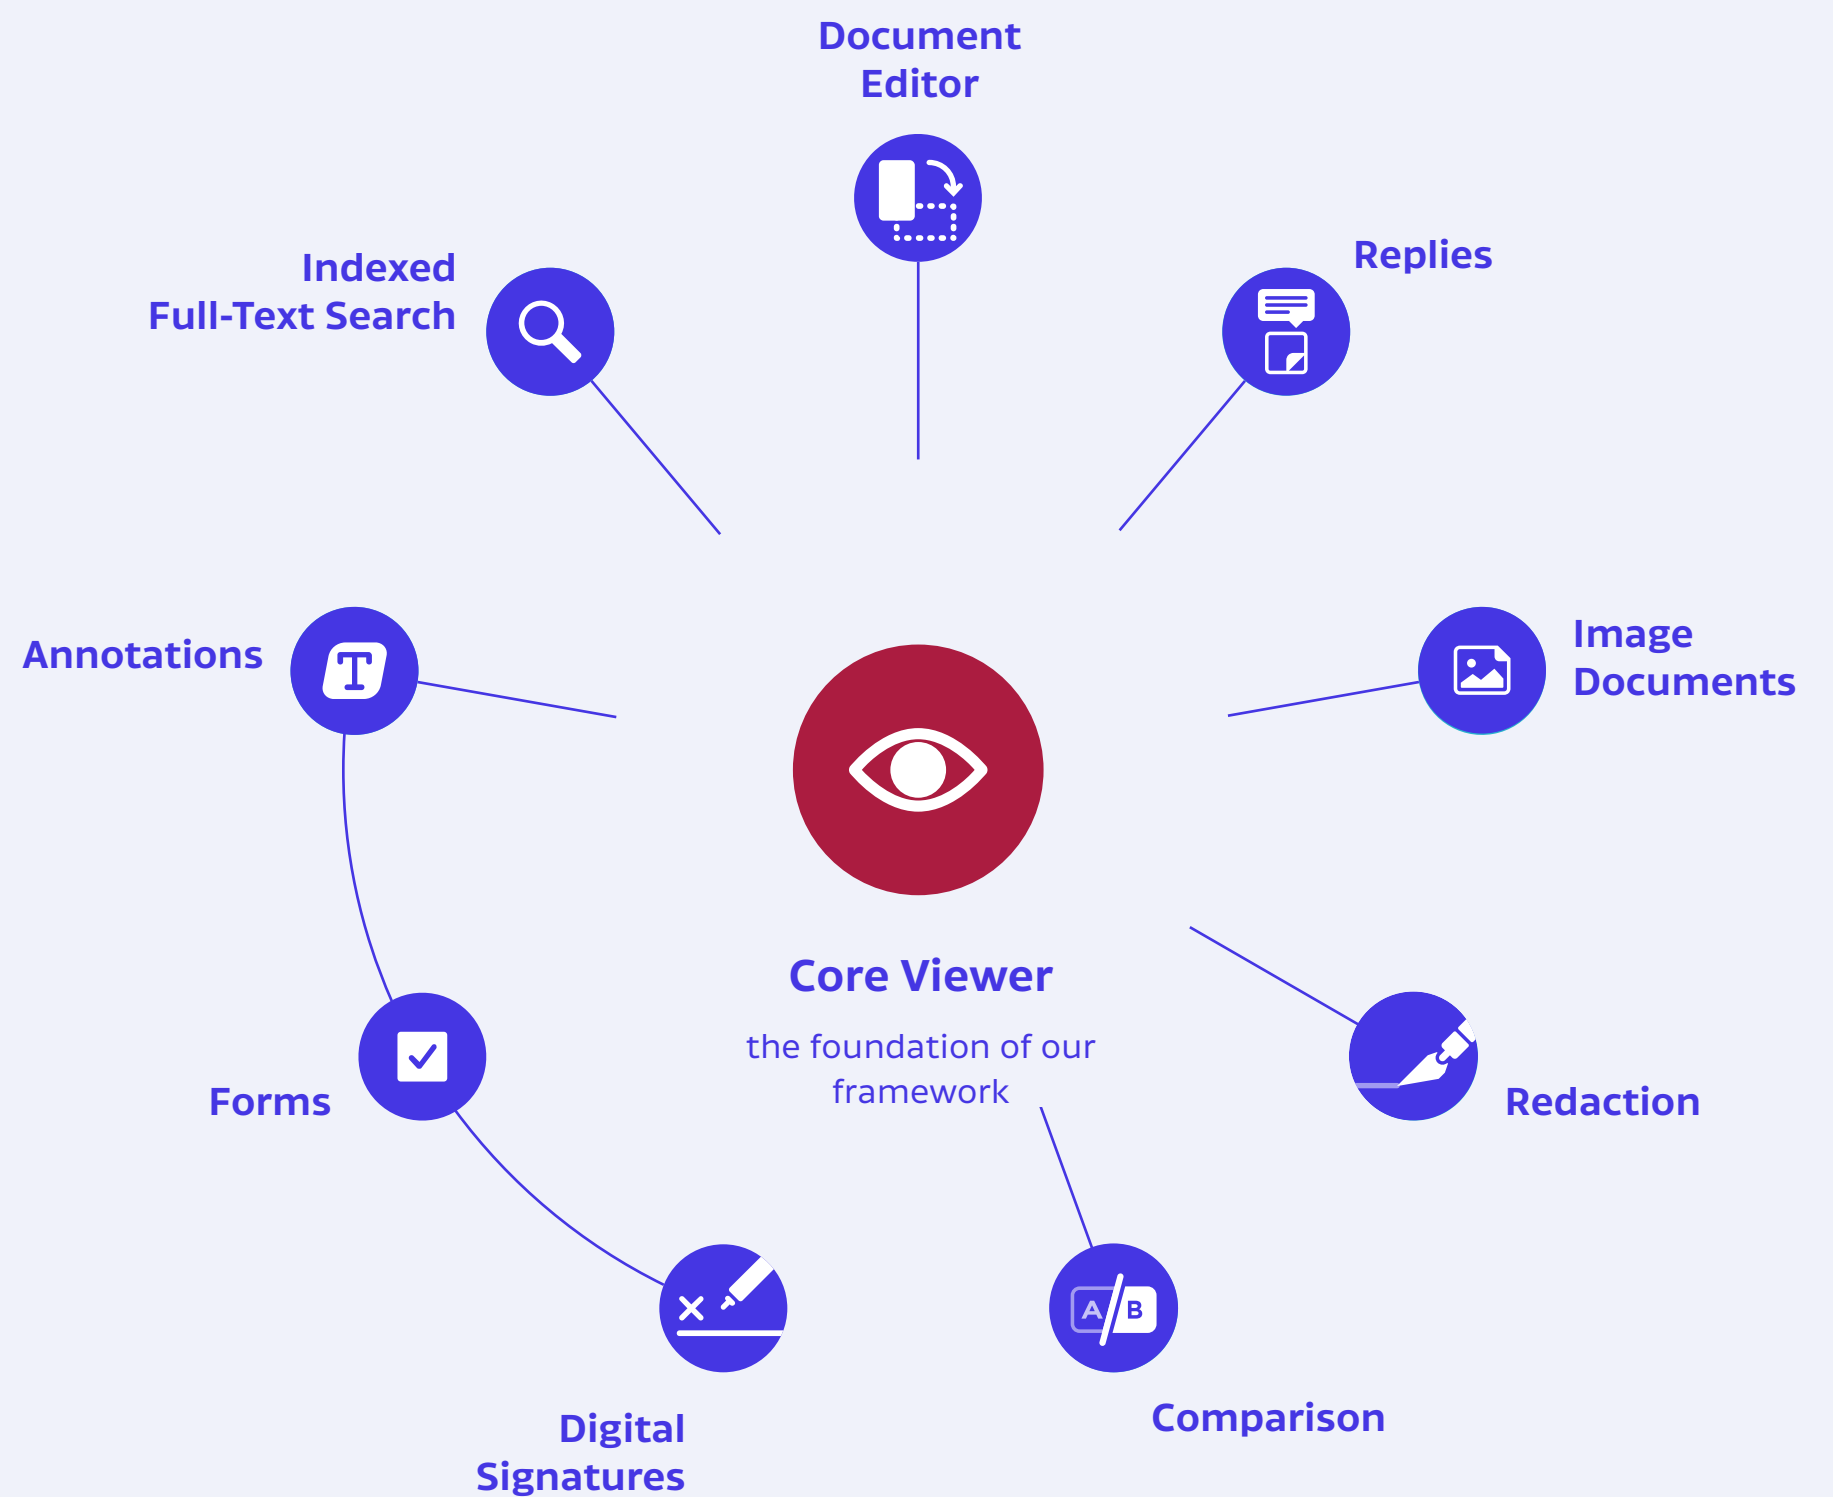 Document
Editor
Indexed
Full-Text Search
Replies
Annotations
T
Image
Documents
Core Viewer
the foundation of our
framework
Forms
Redaction
A
B
Digital
Signatures
Comparison